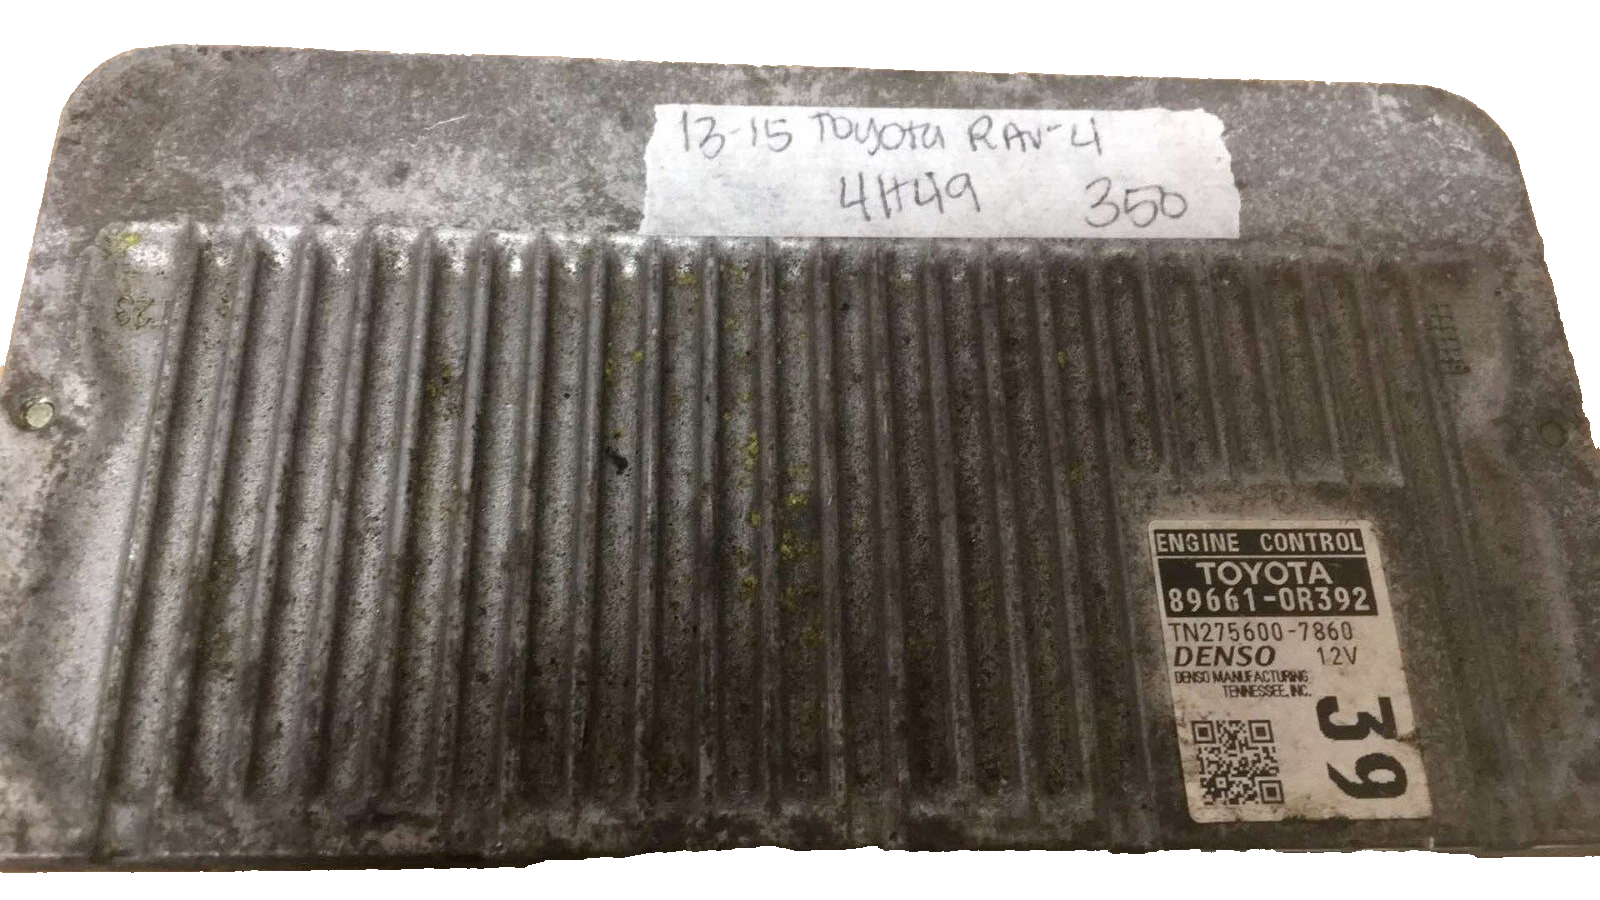 13-15 TOYOTA RAV-4
4H49 350
ENGINE CONTROL
TOYOTA
89661-0R392
TN275600-7860
DENSO 12V
DENSO MANUFACTURING
TENNESSEE, INC.
39